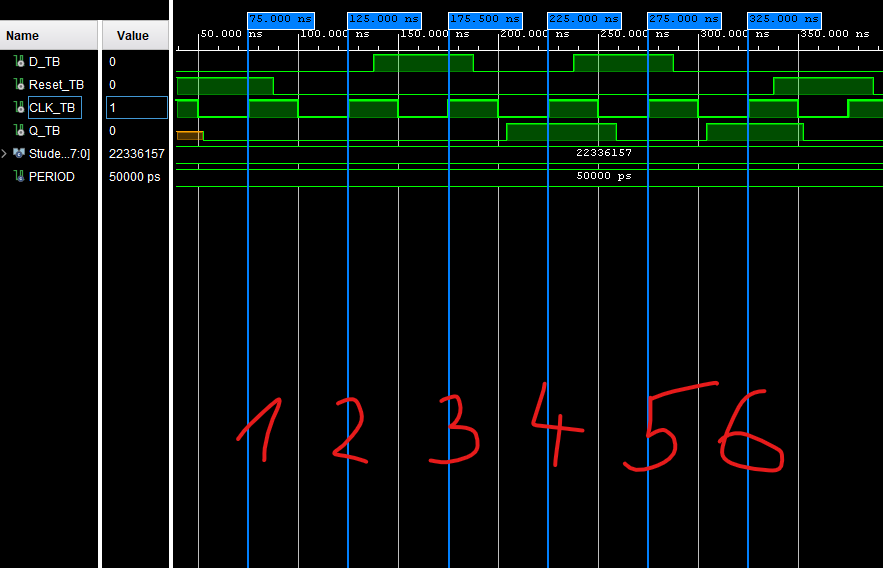 Name Value 75.000 ns 125.000 ns 175.500 ns 225.000 ns 275.000 ns 325.000 ns
50.000 ns 100.000 ns 150.000 ns 200.000 ns 250.000 ns 300.000 ns 350.000 ns
D_TB 0
Reset_TB 0
CLK_TB 1
Q_TB 0
Stude...7:0] 22336157 22336157
PERIOD 50000 ps 50000 ps
1 2 3 4 5 6